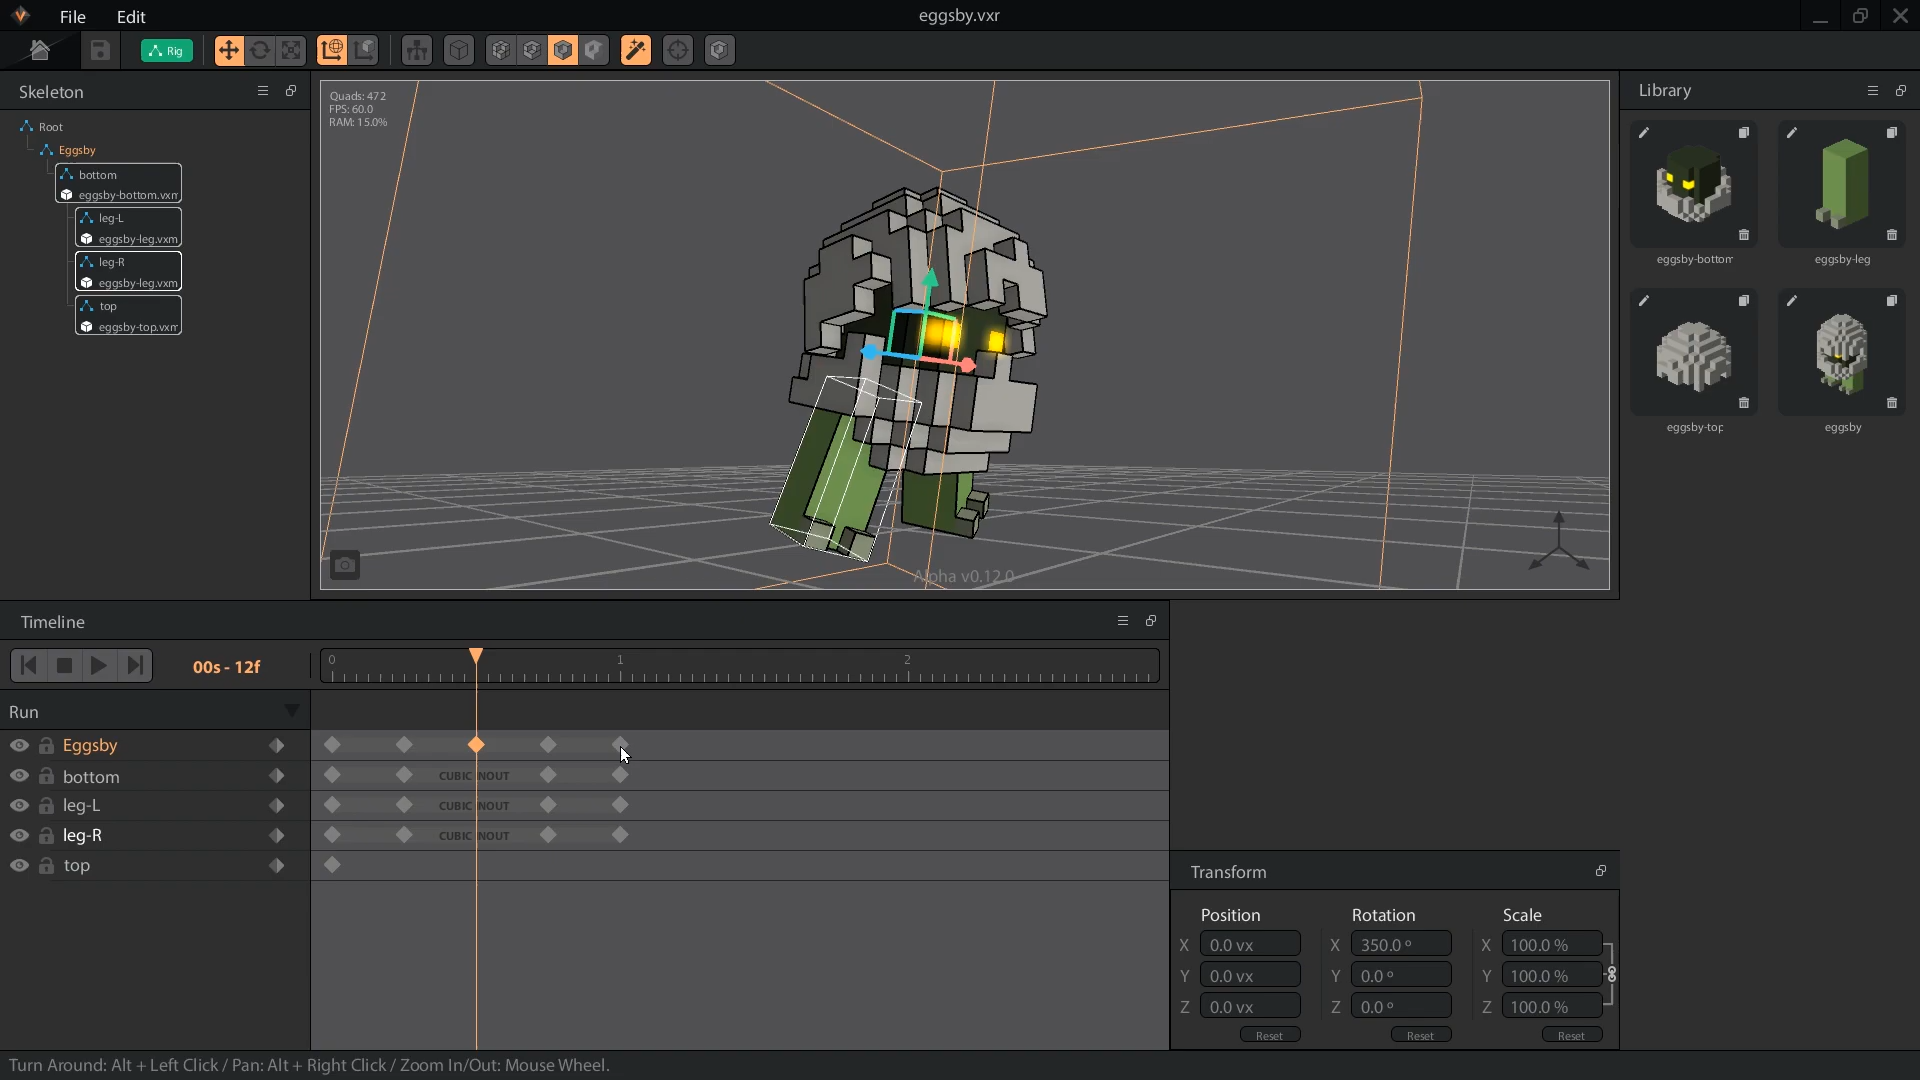 File Edit
eggsby.vxr
Rig
Skeleton
Root
Eggsby
bottom
eggsby-bottom.vxm
leg-L
eggsby-leg.vxm
leg-R
eggsby-leg.vxm
top
eggsby-top.vxm
Quads: 472
FPS: 60.0
RAM: 15.0%
Alpha v0.12.0
Library
eggsby-bottom
eggsby-leg
eggsby-top
eggsby
Timeline
00s - 12f
0 1 2
Run
Eggsby
bottom
CUBIC INOUT
leg-L
CUBIC INOUT
leg-R
CUBIC INOUT
top
Transform
Position Rotation Scale
X 0.0 vx X 350.0 º X 100.0 %
Y 0.0 vx Y 0.0 º Y 100.0 %
Z 0.0 vx Z 0.0 º Z 100.0 %
Reset Reset Reset
Turn Around: Alt + Left Click / Pan: Alt + Right Click / Zoom In/Out: Mouse Wheel.